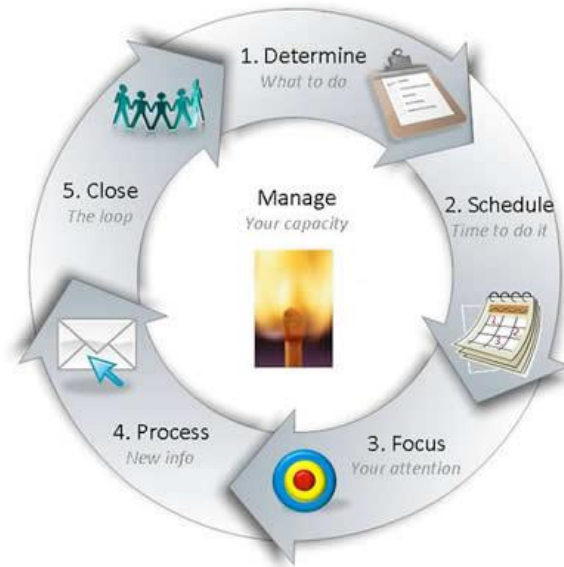 1. Determine
What to do
2. Schedule
Time to do it
3. Focus
Your attention
4. Process
New info
5. Close
The loop
Manage
Your capacity